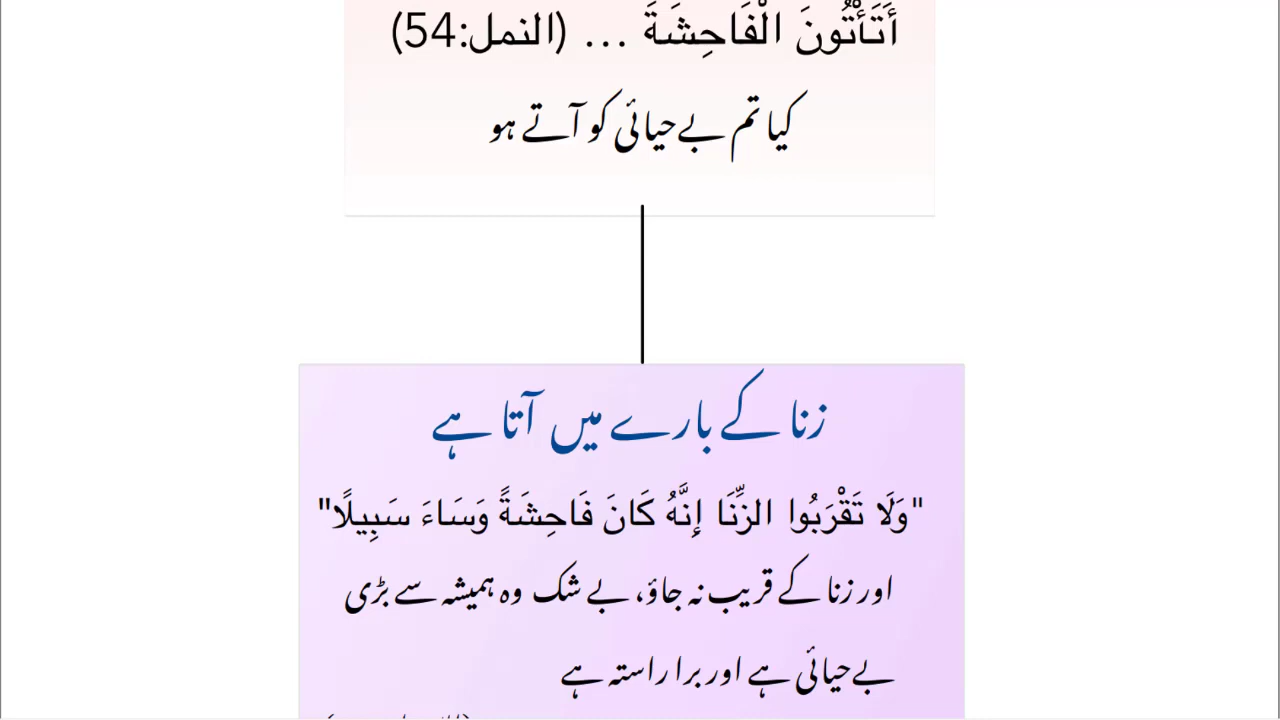 أَتَأْتُونَ الْفَاحِشَةَ ... (النمل:54)
کیا تم بے حیائی کو آتے ہو
زنا کے بارے میں آتا ہے
"وَلَا تَقْرَبُوا الزِّنَا إِنَّهُ كَانَ فَاحِشَةً وَسَاءَ سَبِيلًا"
اور زنا کے قریب نہ جاؤ، بے شک وہ ہمیشہ سے بڑی
بے حیائی ہے اور برا راستہ ہے